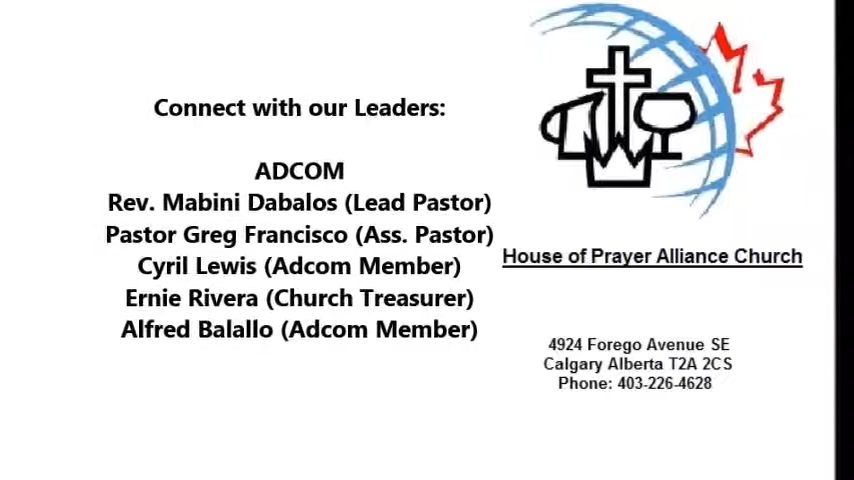 Connect with our Leaders:
ADCOM
Rev. Mabini Dabalos (Lead Pastor)
Pastor Greg Francisco (Ass. Pastor)
Cyril Lewis (Adcom Member)
Ernie Rivera (Church Treasurer)
Alfred Balallo (Adcom Member)
House of Prayer Alliance Church
4924 Forego Avenue SE
Calgary Alberta T2A 2C5
Phone: 403-226-4628